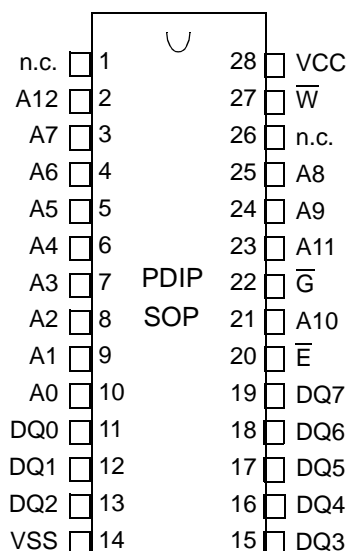 n.c. 1 28 VCC
A12 2 27 W̅
A7 3 26 n.c.
A6 4 25 A8
A5 5 24 A9
A4 6 23 A11
A3 7 PDIP 22 G̅
A2 8 SOP 21 A10
A1 9 20 E̅
A0 10 19 DQ7
DQ0 11 18 DQ6
DQ1 12 17 DQ5
DQ2 13 16 DQ4
VSS 14 15 DQ3